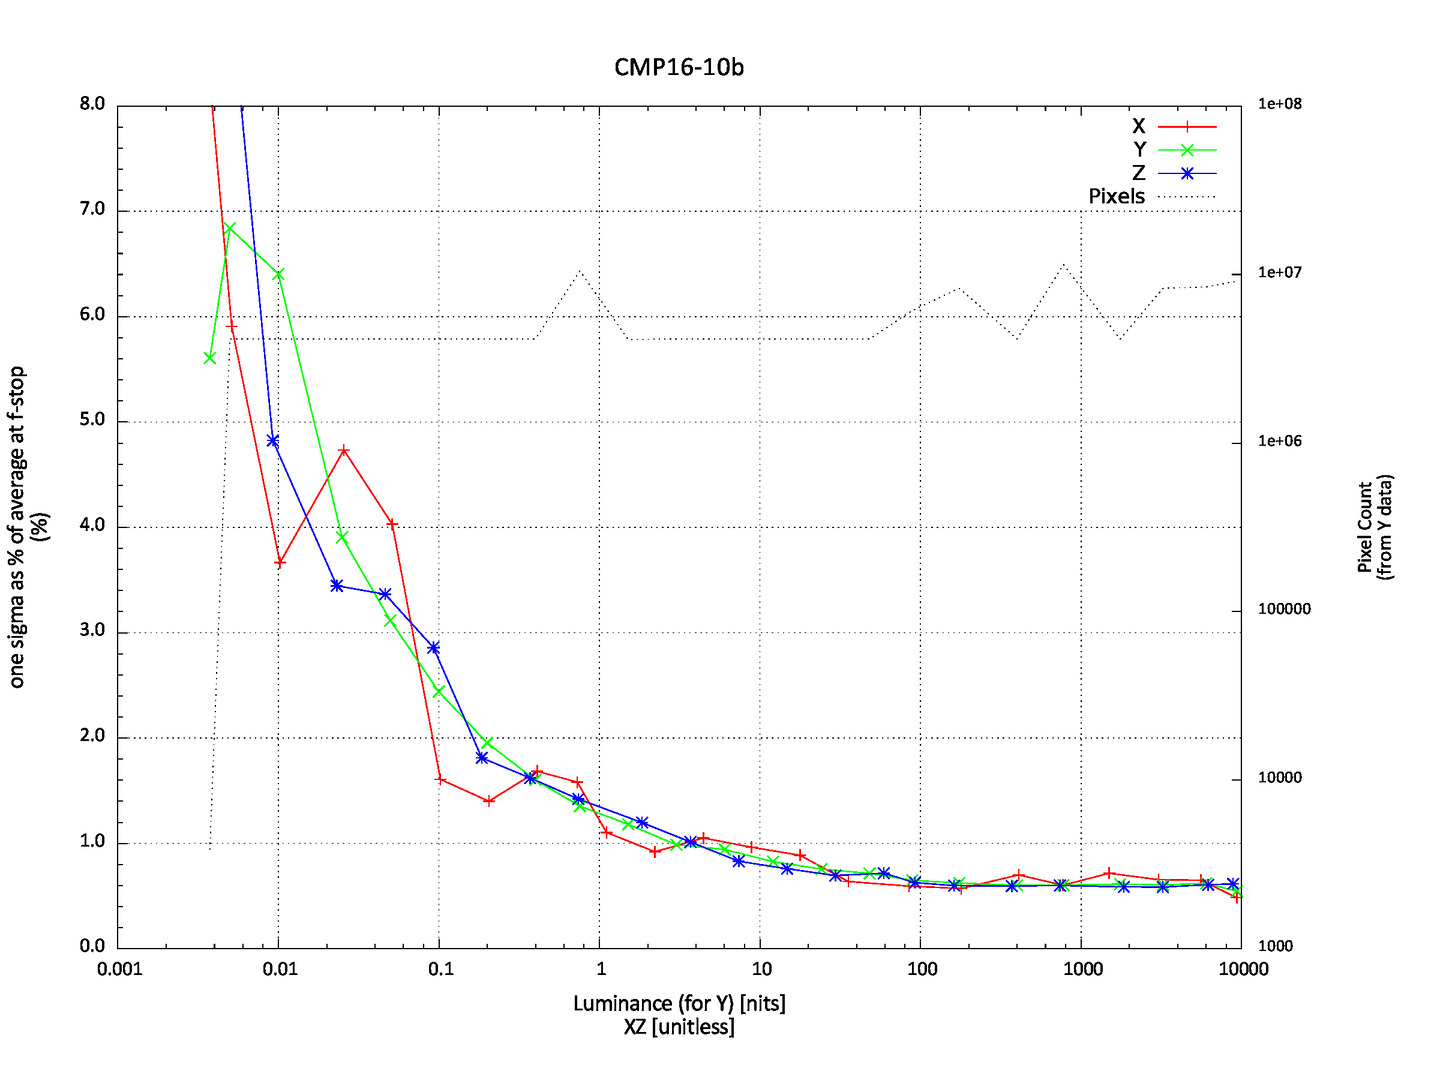 CMP16-10b
8.0
7.0
6.0
5.0
4.0
3.0
2.0
1.0
0.0
1e+08
1e+07
1e+06
100000
10000
1000
X
Y
Z
Pixels
one sigma as % of average at f-stop
(%)
Pixel Count
(from Y data)
0.001 0.01 0.1 1 10 100 1000 10000
Luminance (for Y) [nits]
XZ [unitless]